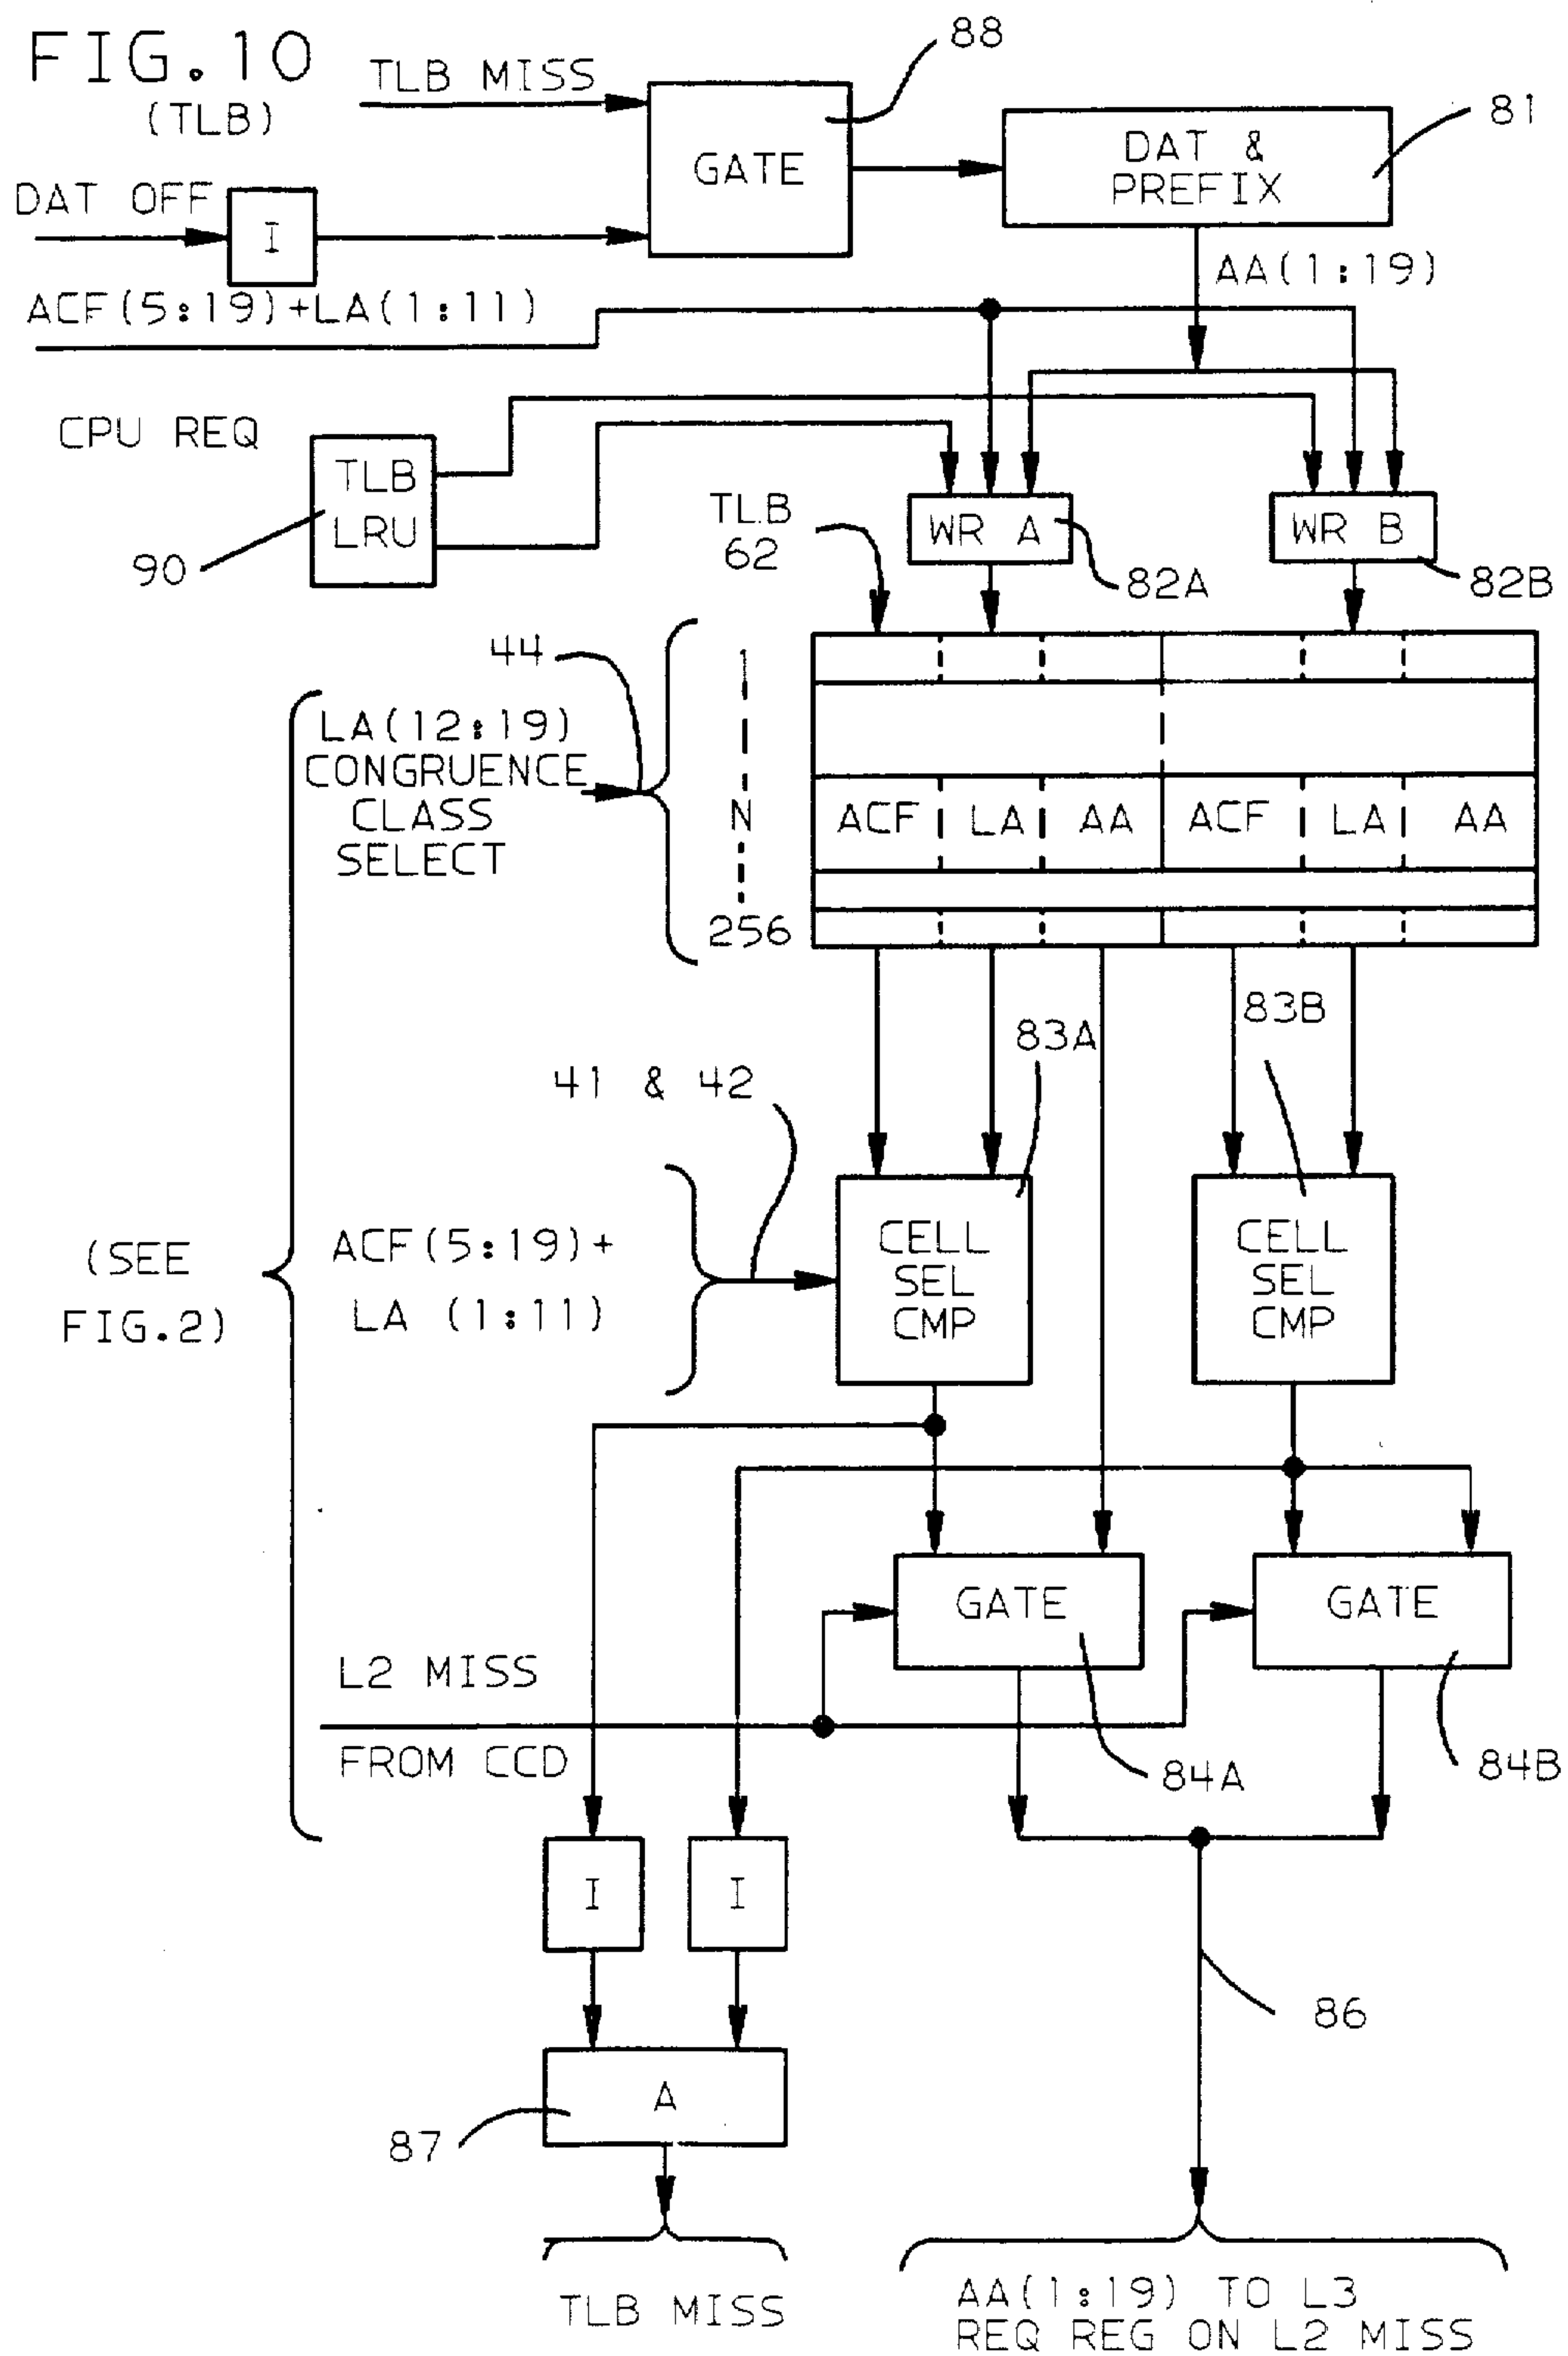 FIG.10
(TLB)
TLB MISS
88
GATE
DAT &
PREFIX
81
DAT OFF
I
AA(1:19)
ACF(5:19)+LA(1:11)
CPU REQ
TLB
LRU
90
TLB
62
WR A
82A
WR B
82B
44
LA(12:19)
CONGRUENCE
CLASS
SELECT
1
N
256
ACF LA AA ACF LA AA
83A
83B
41 & 42
(SEE
FIG.2)
ACF(5:19)+
LA (1:11)
CELL
SEL
CMP
CELL
SEL
CMP
GATE
GATE
L2 MISS
FROM CCD
84A
84B
I
I
86
A
87
TLB MISS
AA(1:19) TO L3
REQ REG ON L2 MISS